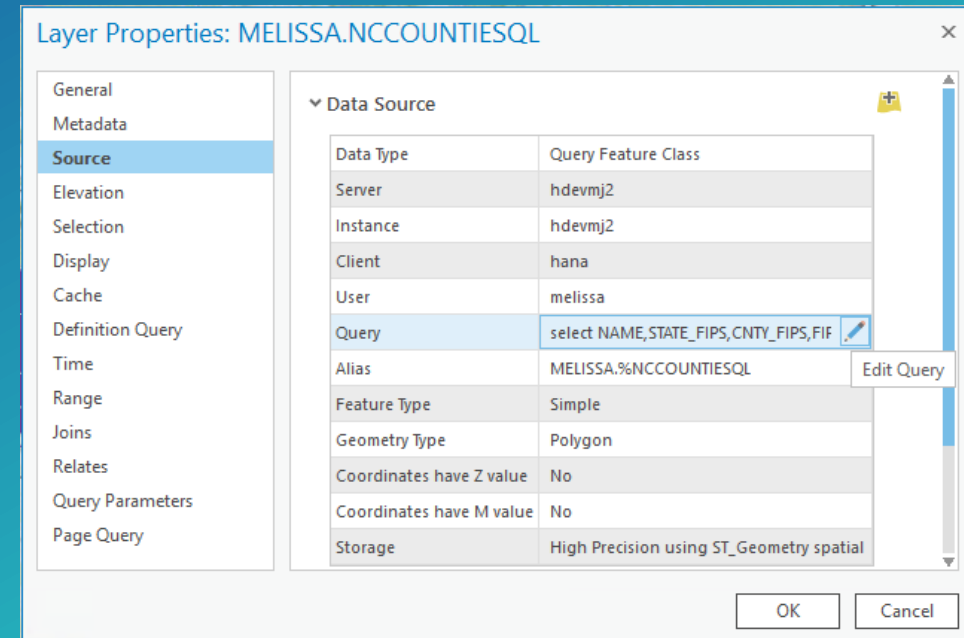 Layer Properties: MELISSA.NCCOUNTIESQL
General
Metadata
Source
Elevation
Selection
Display
Cache
Definition Query
Time
Range
Joins
Relates
Query Parameters
Page Query
Data Source
Data Type Query Feature Class
Server hdevmj2
Instance hdevmj2
Client hana
User melissa
Query select NAME,STATE_FIPS,CNTY_FIPS,FIF
Alias MELISSA.%NCCOUNTIESQL
Edit Query
Feature Type Simple
Geometry Type Polygon
Coordinates have Z value No
Coordinates have M value No
Storage High Precision using ST_Geometry spatial
OK Cancel